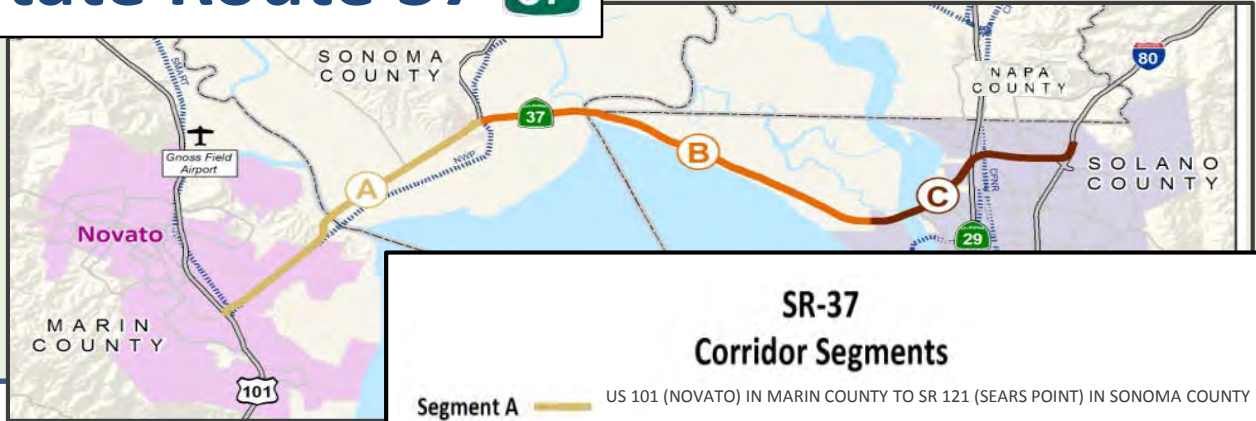 tate Route 37
SONOMA
COUNTY
80
NAPA
COUNTY
SMART
37
Gnoss Field
Airport
B
NWP
A
SOLANO
COUNTY
C
CFNR
Novato
29
SR-37
Corridor Segments
MARIN
COUNTY
101
Segment A
US 101 (NOVATO) IN MARIN COUNTY TO SR 121 (SEARS POINT) IN SONOMA COUNTY